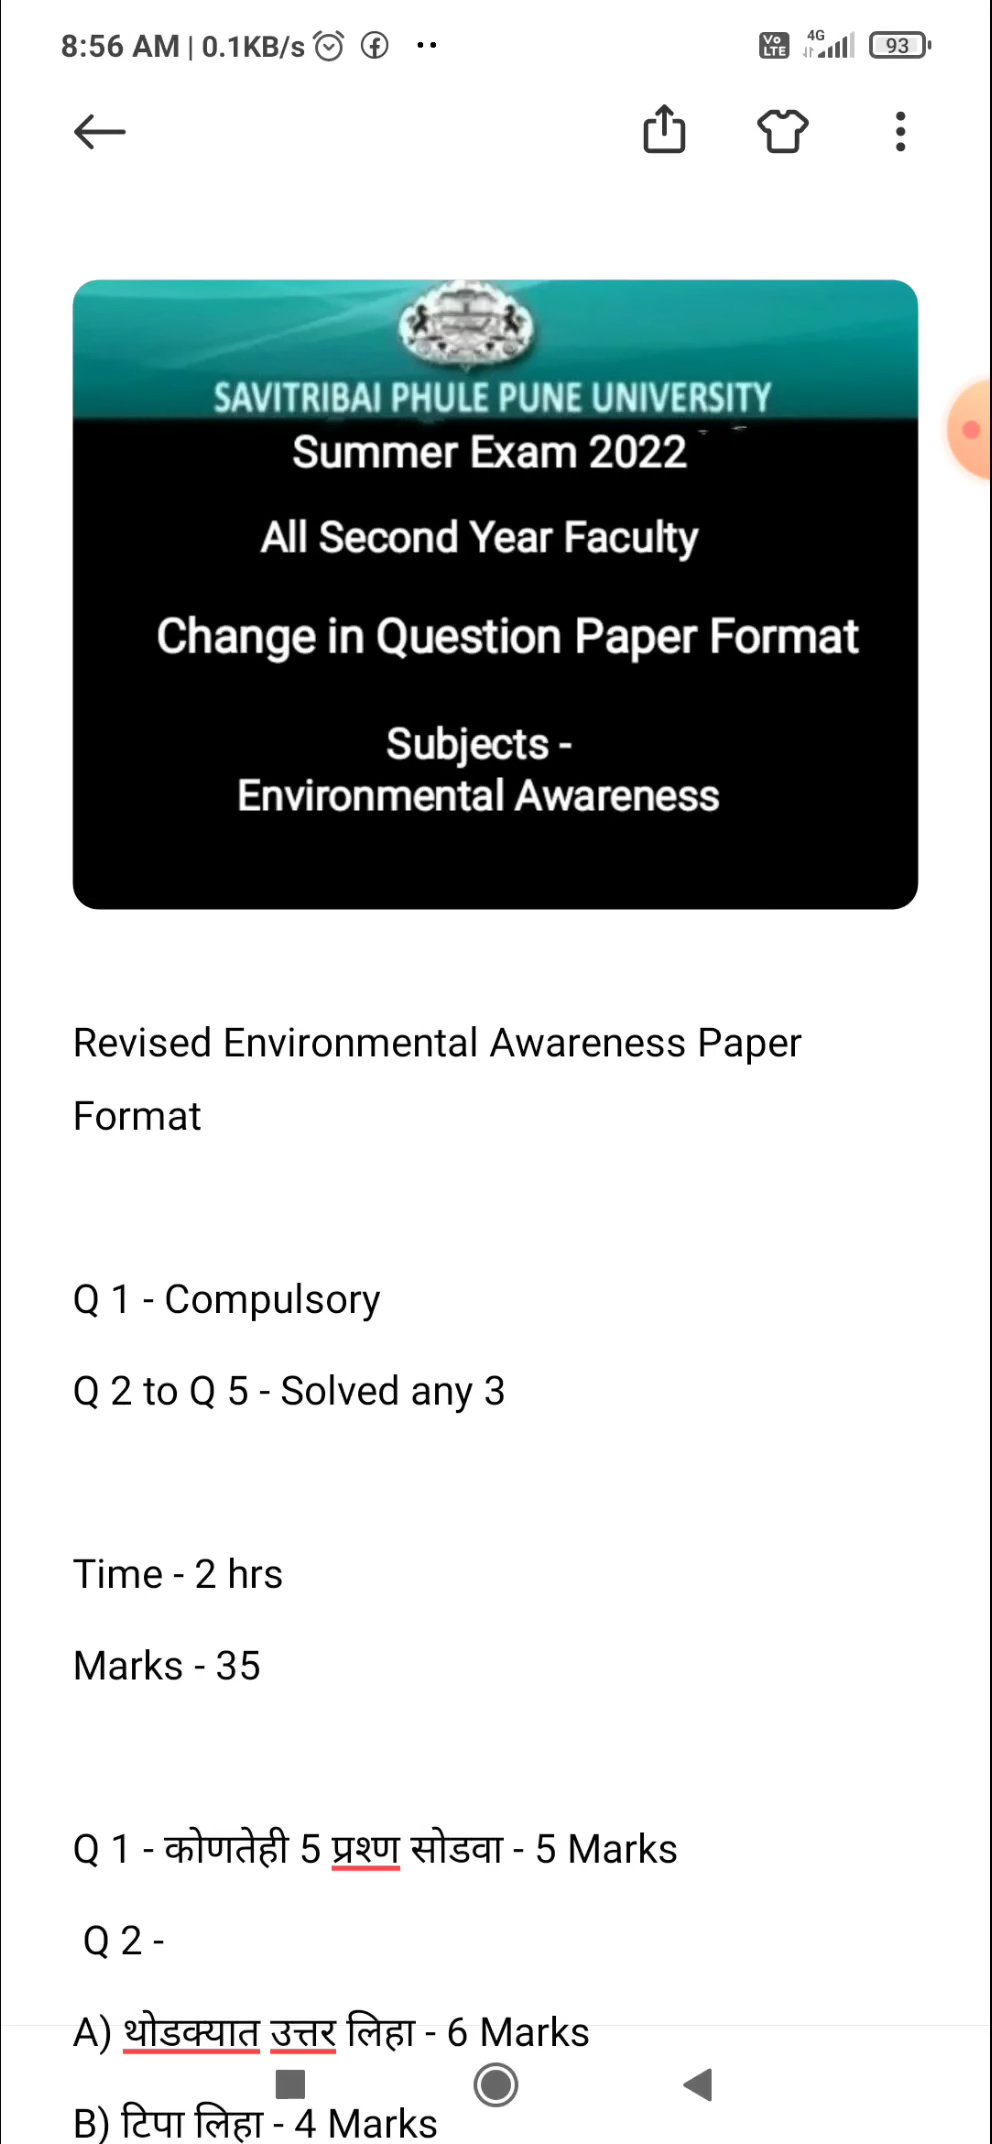 8:56 AM | 0.1KB/s
Vo LTE 4G 93
SAVITRIBAI PHULE PUNE UNIVERSITY
Summer Exam 2022
All Second Year Faculty
Change in Question Paper Format
Subjects -
Environmental Awareness
Revised Environmental Awareness Paper
Format
Q 1 - Compulsory
Q 2 to Q 5 - Solved any 3
Time - 2 hrs
Marks - 35
Q 1 - कोणतेही 5 प्रश्ण सोडवा - 5 Marks
Q 2 -
A) थोडक्यात उत्तर लिहा - 6 Marks
B) टिपा लिहा - 4 Marks